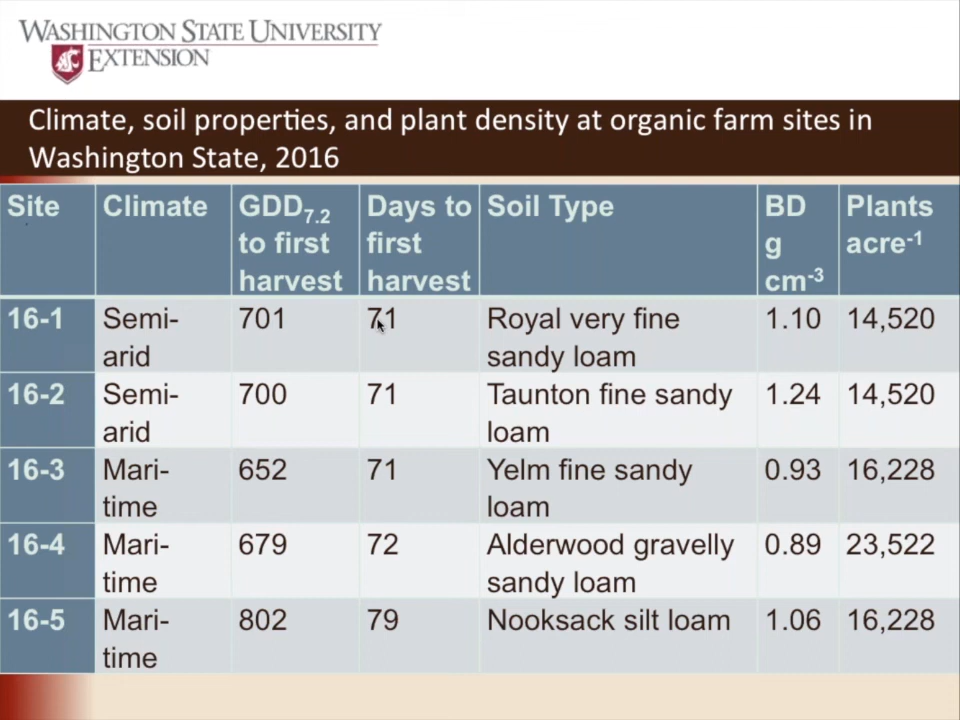 WASHINGTON STATE UNIVERSITY
EXTENSION
Climate, soil properties, and plant density at organic farm sites in
Washington State, 2016
Site Climate GDD7.2 to first harvest Days to first harvest Soil Type BD g cm-3 Plants acre-1
16-1 Semi-arid 701 71 Royal very fine sandy loam 1.10 14,520
16-2 Semi-arid 700 71 Taunton fine sandy loam 1.24 14,520
16-3 Mari-time 652 71 Yelm fine sandy loam 0.93 16,228
16-4 Mari-time 679 72 Alderwood gravelly sandy loam 0.89 23,522
16-5 Mari-time 802 79 Nooksack silt loam 1.06 16,228